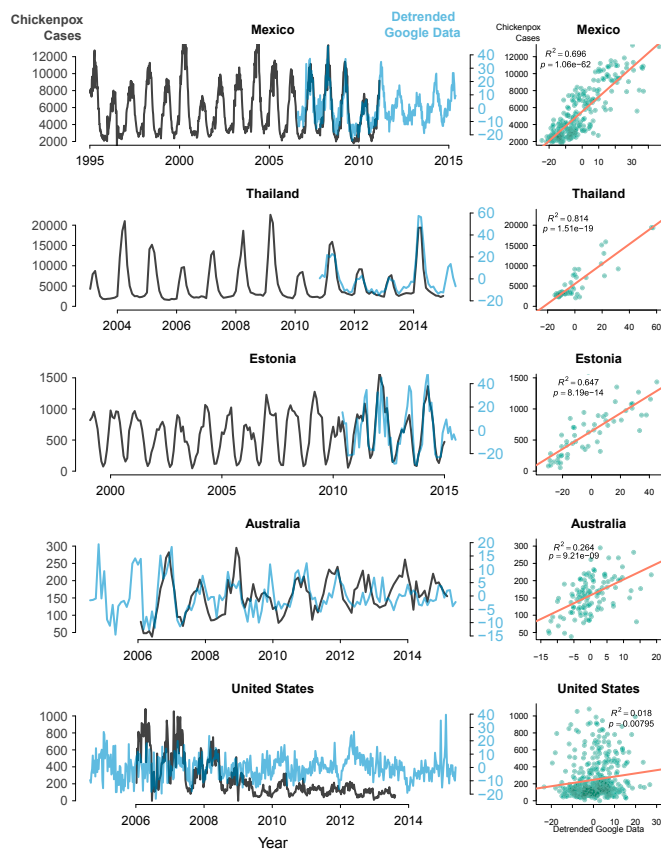 Chickenpox
Cases
Mexico
Detrended
Google Data
12000
10000
8000
6000
4000
2000
40
30
20
10
0
−10
−20
1995 2000 2005 2010 2015
Chickenpox
Cases
Mexico
R² = 0.696
p = 1.06e−62
12000
10000
8000
6000
4000
2000
−20 0 10 30
Thailand
20000
15000
10000
5000
0
60
40
20
0
−20
2004 2006 2008 2010 2012 2014
Thailand
R² = 0.814
p = 1.51e−19
20000
15000
10000
5000
0
−20 0 20 40 60
Estonia
1500
1000
500
0
40
20
0
−20
2000 2005 2010 2015
Estonia
R² = 0.647
p = 8.19e−14
1500
1000
500
0
−20 0 20 40
Australia
300
250
200
150
100
50
20
15
10
5
0
−5
−10
−15
2006 2008 2010 2012 2014
Australia
R² = 0.264
p = 9.21e−09
300
250
200
150
100
50
−15 −5 0 5 10 20
United States
1000
800
600
400
200
0
40
30
20
10
0
−10
−20
2006 2008 2010 2012 2014
Year
United States
R² = 0.018
p = 0.00795
1000
800
600
400
200
0
−20 0 10 20 30
Detrended Google Data